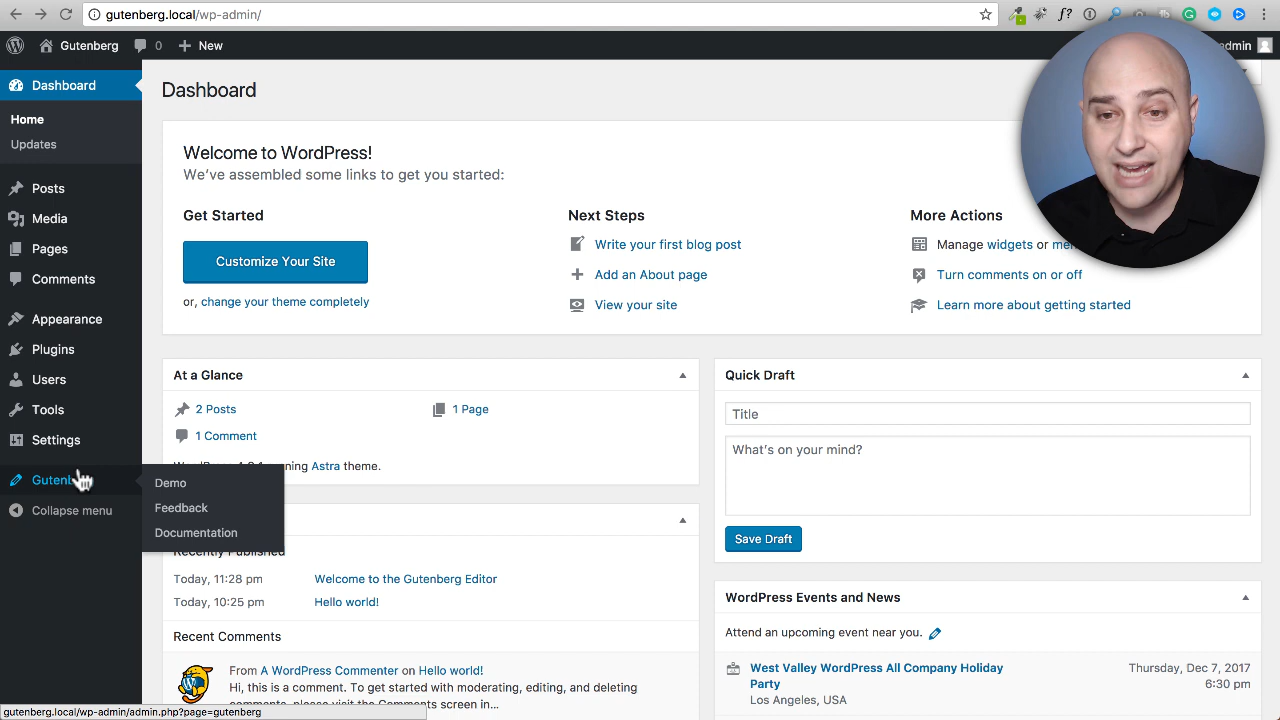 gutenberg.local/wp-admin/
Gutenberg
0
New
admin
Dashboard
Home
Updates
Posts
Media
Pages
Comments
Appearance
Plugins
Users
Tools
Settings
Collapse menu
Demo
Feedback
Documentation
Dashboard
Welcome to WordPress!
We've assembled some links to get you started:
Get Started
Customize Your Site
or, change your theme completely
Next Steps
Write your first blog post
Add an About page
View your site
More Actions
Manage widgets or
Turn comments on or off
Learn more about getting started
At a Glance
2 Posts
1 Page
1 Comment
Astra theme.
Recently Published
Today, 11:28 pm Welcome to the Gutenberg Editor
Today, 10:25 pm Hello world!
Recent Comments
From A WordPress Commenter on Hello world!
Hi, this is a comment. To get started with moderating, editing, and deleting
comments, please visit the Comments screen in…
Quick Draft
Title
What's on your mind?
Save Draft
WordPress Events and News
Attend an upcoming event near you.
West Valley WordPress All Company Holiday
Party
Los Angeles, USA
Thursday, Dec 7, 2017
6:30 pm
gutenberg.local/wp-admin/admin.php?page=gutenberg